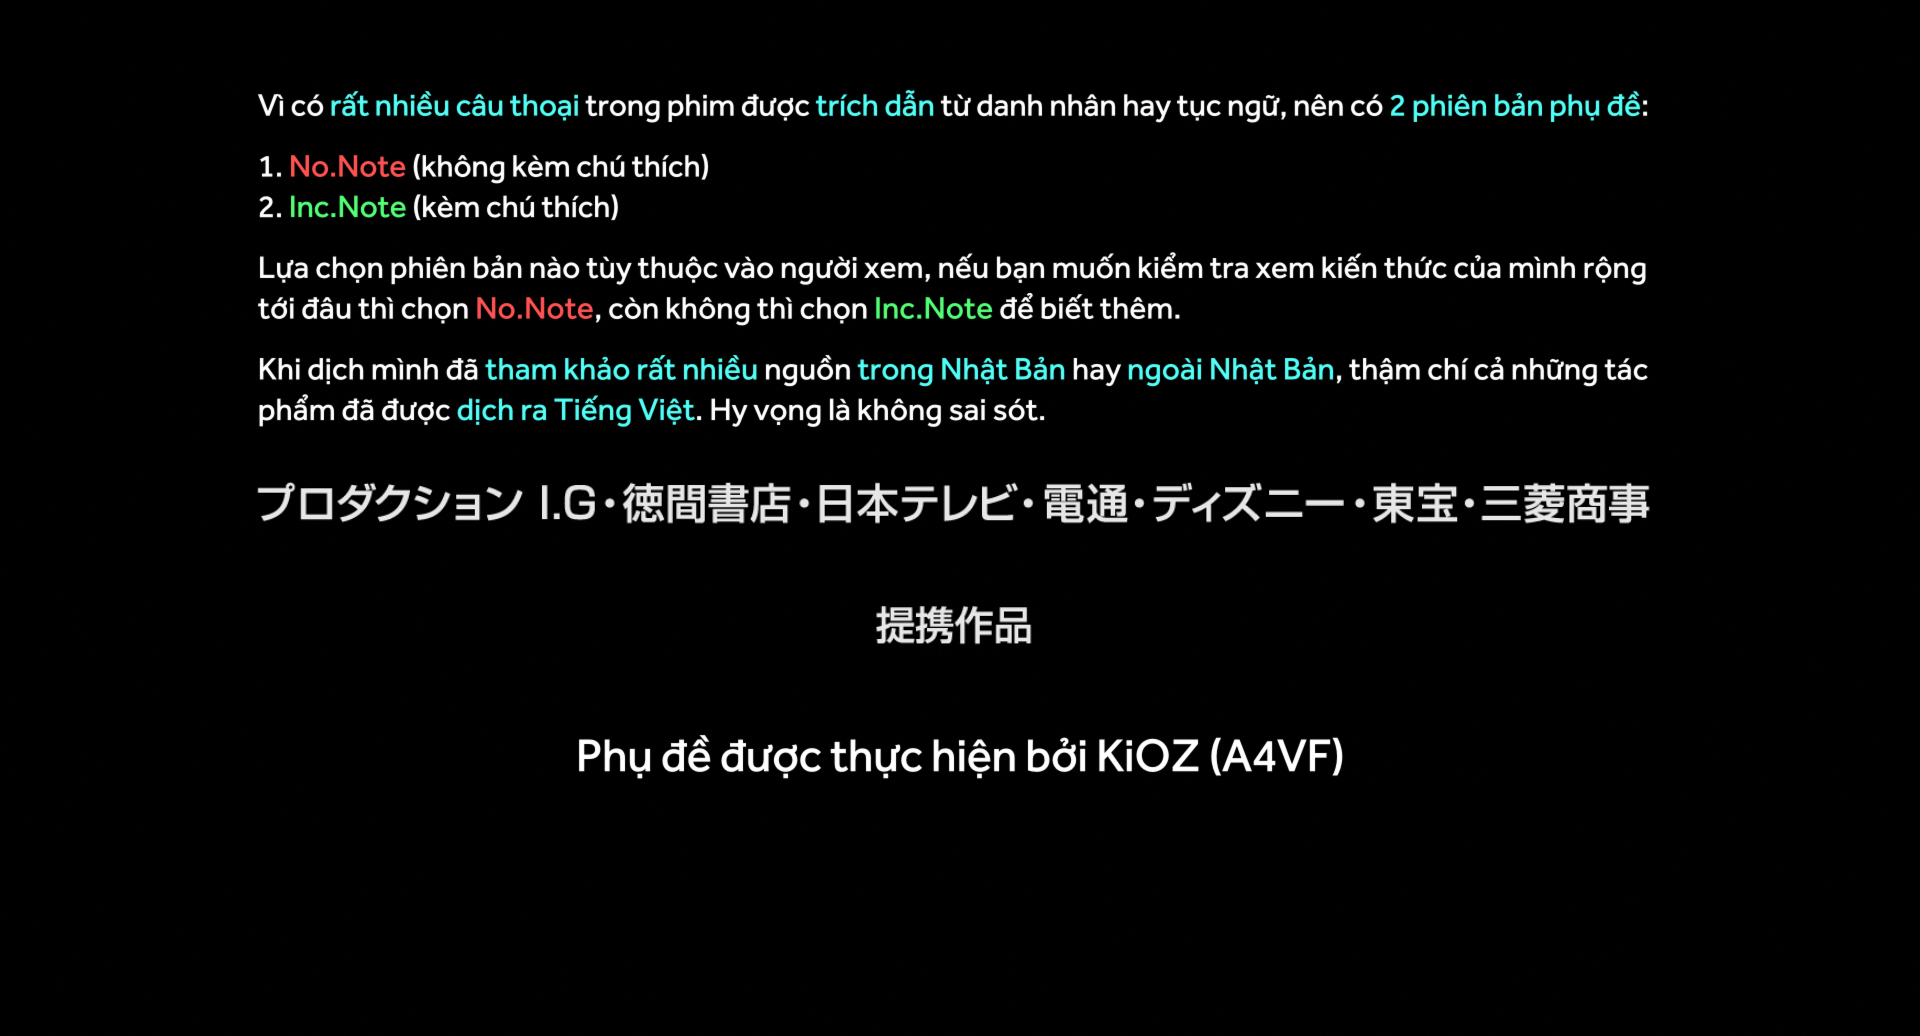 Vì có rất nhiều câu thoại trong phim được trích dẫn từ danh nhân hay tục ngữ, nên có 2 phiên bản phụ đề:
1. No.Note (không kèm chú thích)
2. Inc.Note (kèm chú thích)
Lựa chọn phiên bản nào tùy thuộc vào người xem, nếu bạn muốn kiểm tra xem kiến thức của mình rộng
tới đâu thì chọn No.Note, còn không thì chọn Inc.Note để biết thêm.
Khi dịch mình đã tham khảo rất nhiều nguồn trong Nhật Bản hay ngoài Nhật Bản, thậm chí cả những tác
phẩm đã được dịch ra Tiếng Việt. Hy vọng là không sai sót.
プロダクション I.G・徳間書店・日本テレビ・電通・ディズニー・東宝・三菱商事
提携作品
Phụ đề được thực hiện bởi KiOZ (A4VF)